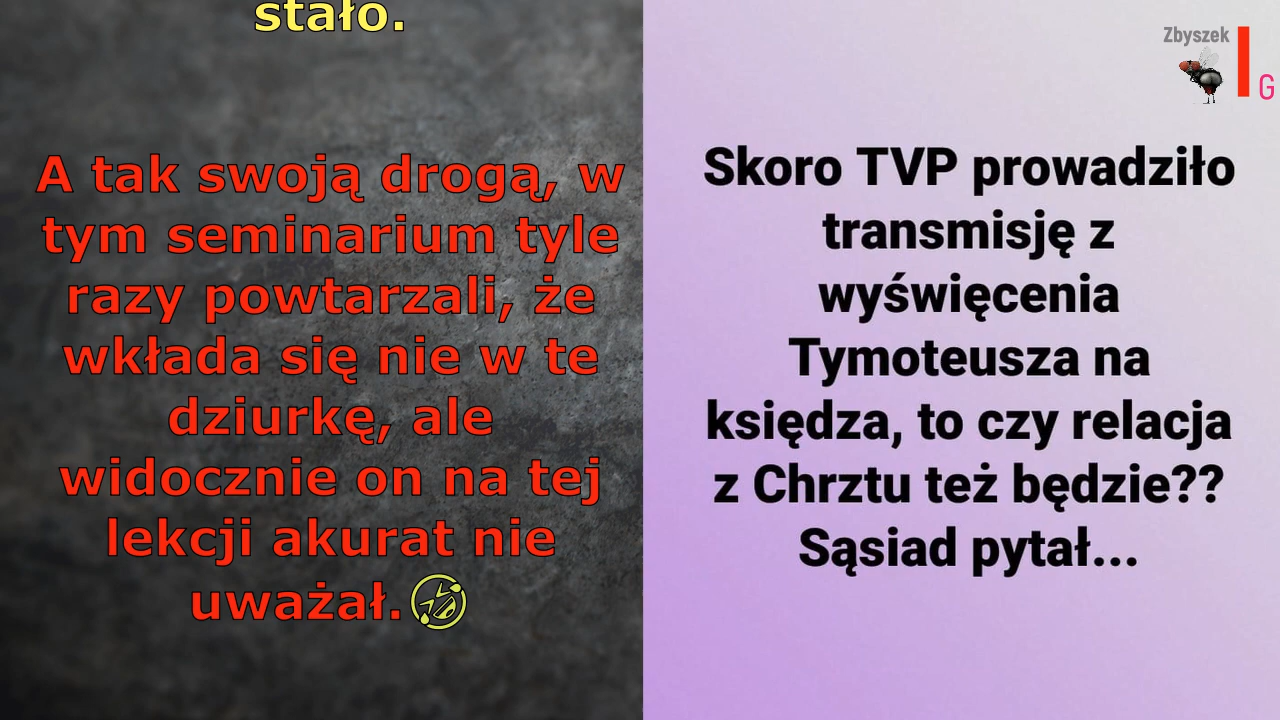 stało.
A tak swoją drogą, w
tym seminarium tyle
razy powtarzali, że
wkłada się nie w te
dziurkę, ale
widocznie on na tej
lekcji akurat nie
uważał.🤣
Skoro TVP prowadziło
transmisję z
wyświęcenia
Tymoteusza na
księdza, to czy relacja
z Chrztu też będzie??
Sąsiad pytał...
Zbyszek
G